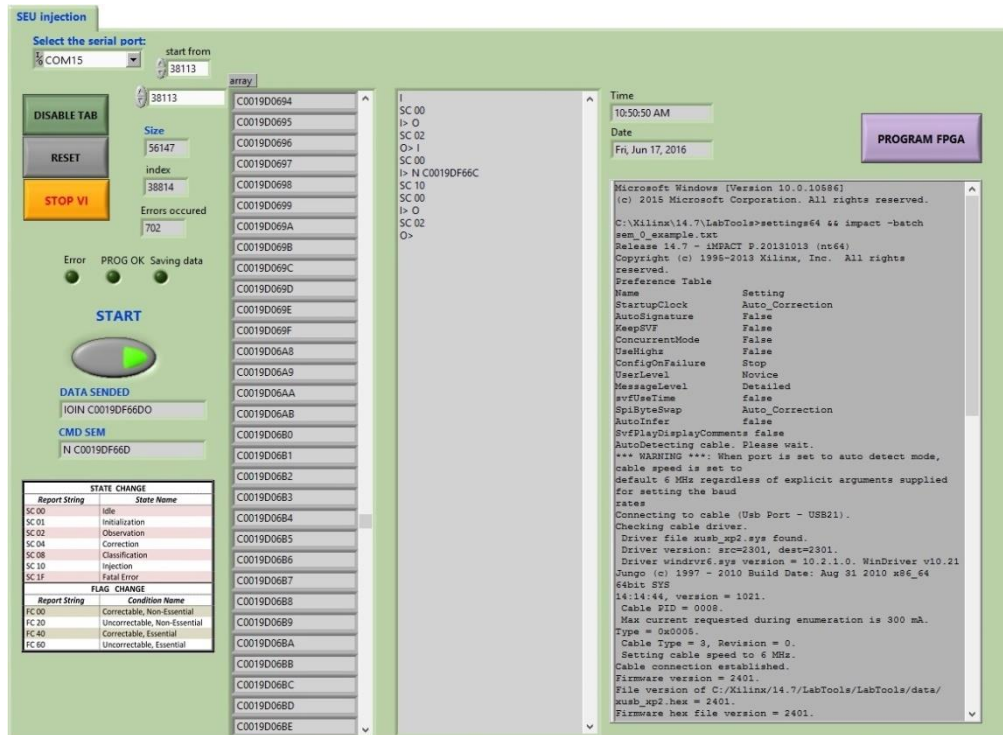 SEU injection
Select the serial port:
COM15
start from
38113
38113
DISABLE TAB
RESET
STOP VI
Size
56147
index
38814
Errors occured
702
Error PROG OK Saving data
START
DATA SENDED
IOIN C0019DF66DO
CMD SEM
N C0019DF66D
STATE CHANGE
Report String State Name
SC 00 Idle
SC 01 Initialization
SC 02 Observation
SC 04 Correction
SC 08 Classification
SC 10 Injection
SC 1F Fatal Error
FLAG CHANGE
Report String Condition Name
FC 00 Correctable, Non-Essential
FC 20 Uncorrectable, Non-Essential
FC 40 Correctable, Essential
FC 60 Uncorrectable, Essential
array
C0019D0694
C0019D0695
C0019D0696
C0019D0697
C0019D0698
C0019D0699
C0019D069A
C0019D069B
C0019D069C
C0019D069D
C0019D069E
C0019D069F
C0019D06A8
C0019D06A9
C0019D06AA
C0019D06AB
C0019D06B0
C0019D06B1
C0019D06B2
C0019D06B3
C0019D06B4
C0019D06B5
C0019D06B6
C0019D06B7
C0019D06B8
C0019D06B9
C0019D06BA
C0019D06BB
C0019D06BC
C0019D06BD
C0019D06BE
I
SC 00
I> O
SC 02
O> I
SC 00
I> N C0019DF66C
SC 10
SC 00
I> O
SC 02
O>
Time
10:50:50 AM
Date
Fri, Jun 17, 2016
PROGRAM FPGA
Microsoft Windows [Version 10.0.10586]
(c) 2015 Microsoft Corporation. All rights reserved.
C:\Xilinx\14.7\LabTools>settings64 && impact -batch
sem_0_example.txt
Release 14.7 - iMPACT P.20131013 (nt64)
Copyright (c) 1995-2013 Xilinx, Inc. All rights
reserved.
Preference Table
Name Setting
StartupClock Auto_Correction
AutoSignature False
KeepSVF False
ConcurrentMode False
UseHighz False
ConfigOnFailure Stop
UserLevel Novice
MessageLevel Detailed
svfUseTime false
SpiByteSwap Auto_Correction
AutoInfer false
SvfPlayDisplayComments false
AutoDetecting cable. Please wait.
*** WARNING ***: When port is set to auto detect mode,
cable speed is set to
default 6 MHz regardless of explicit arguments supplied
for setting the baud
rates
Connecting to cable (Usb Port - USB21).
Checking cable driver.
Driver file xusb_xp2.sys found.
Driver version: src=2301, dest=2301.
Driver windrvr6.sys version = 10.2.1.0. WinDriver v10.21
Jungo (c) 1997 - 2010 Build Date: Aug 31 2010 x86_64
64bit SYS
14:14:44, version = 1021.
Cable PID = 0008.
Max current requested during enumeration is 300 mA.
Type = 0x0005.
Cable Type = 3, Revision = 0.
Setting cable speed to 6 MHz.
Cable connection established.
Firmware version = 2401.
File version of C:/Xilinx/14.7/LabTools/LabTools/data/
xusb_xp2.hex = 2401.
Firmware hex file version = 2401.